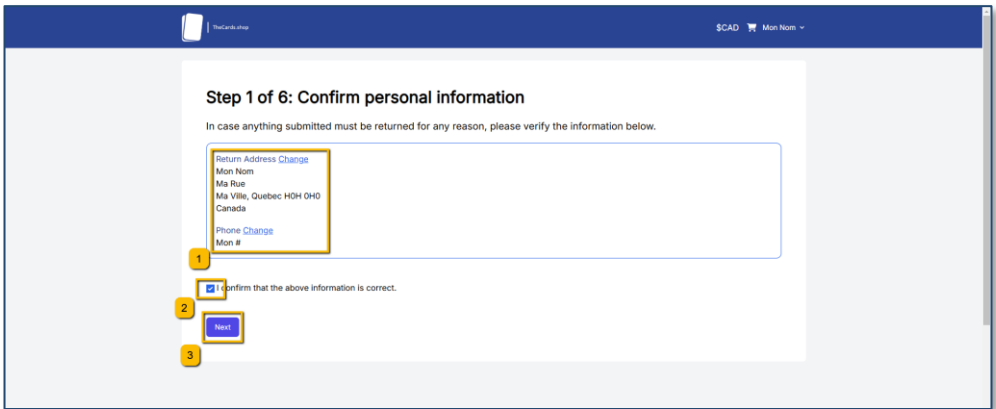 TheCards.shop
$CAD Mon Nom
Step 1 of 6: Confirm personal information
In case anything submitted must be returned for any reason, please verify the information below.
Return Address Change
Mon Nom
Ma Rue
Ma Ville, Quebec H0H 0H0
Canada
Phone Change
Mon #
1
I confirm that the above information is correct.
2
Next
3